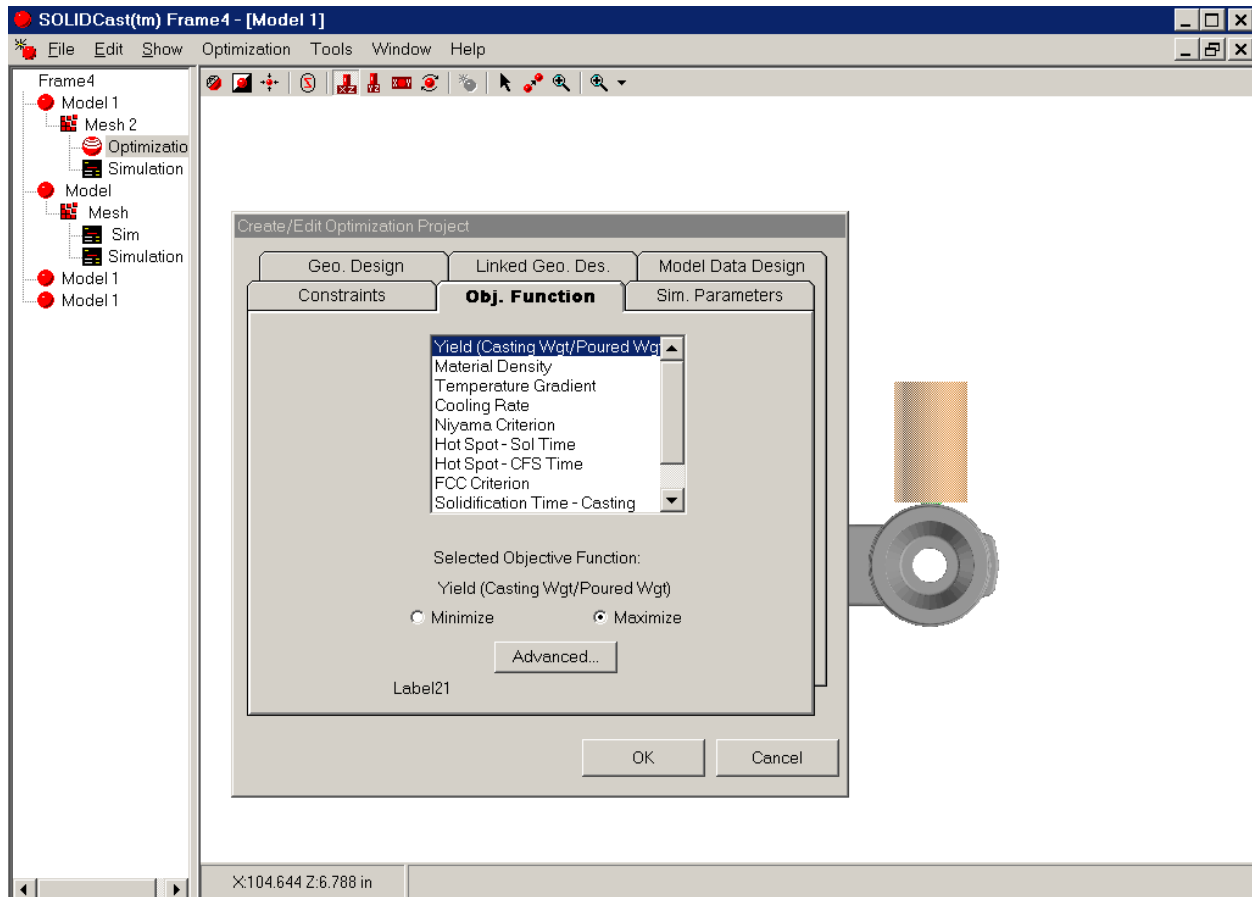 SOLIDCast(tm) Frame4 - [Model 1]
File Edit Show Optimization Tools Window Help
Frame4
Model 1
Mesh 2
Optimizatio
Simulation
Model
Mesh
Sim
Simulation
Model 1
Model 1
Create/Edit Optimization Project
Geo. Design Linked Geo. Des. Model Data Design
Constraints Obj. Function Sim. Parameters
Yield (Casting Wgt/Poured Wgt
Material Density
Temperature Gradient
Cooling Rate
Niyama Criterion
Hot Spot - Sol Time
Hot Spot - CFS Time
FCC Criterion
Solidification Time - Casting
Selected Objective Function:
Yield (Casting Wgt/Poured Wgt)
Minimize Maximize
Advanced...
Label21
OK Cancel
X:104.644 Z:6.788 in